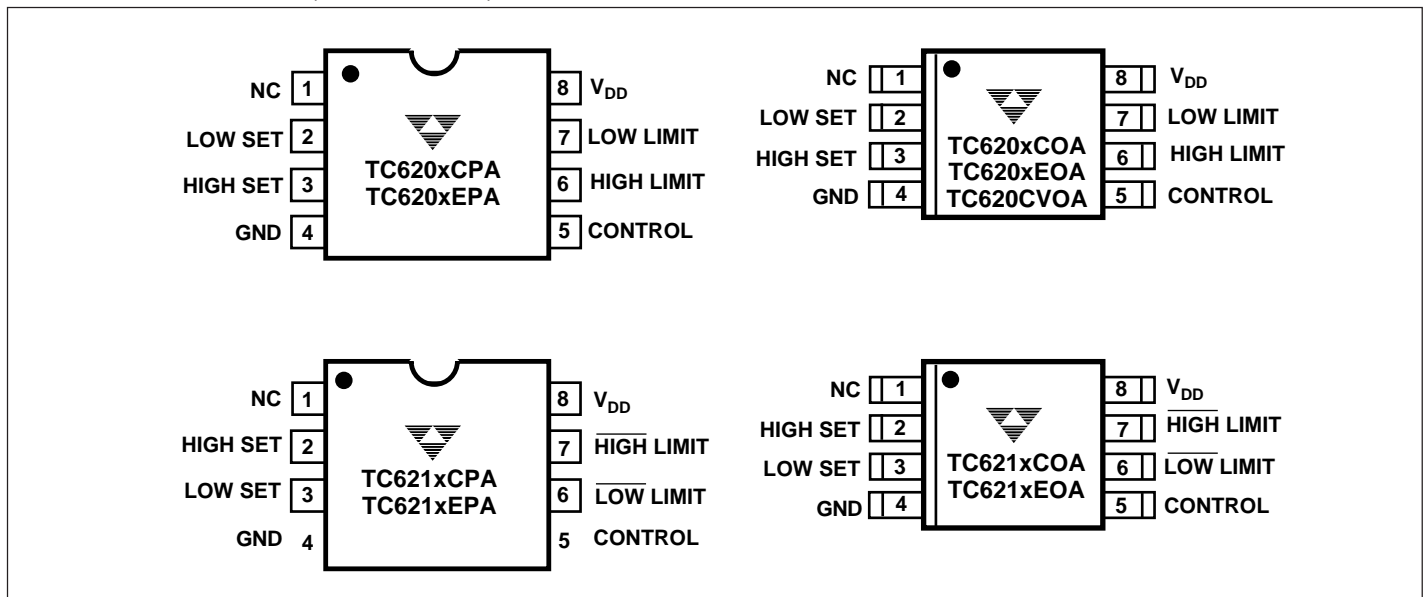 NC 1 8 VDD
LOW SET 2 7 LOW LIMIT
HIGH SET 3 6 HIGH LIMIT
GND 4 5 CONTROL
TC620xCPA
TC620xEPA
NC 1 8 VDD
LOW SET 2 7 LOW LIMIT
HIGH SET 3 6 HIGH LIMIT
GND 4 5 CONTROL
TC620xCOA
TC620xEOA
TC620CVOA
NC 1 8 VDD
HIGH SET 2 7 HIGH LIMIT
LOW SET 3 6 LOW LIMIT
GND 4 5 CONTROL
TC621xCPA
TC621xEPA
NC 1 8 VDD
HIGH SET 2 7 HIGH LIMIT
LOW SET 3 6 LOW LIMIT
GND 4 5 CONTROL
TC621xCOA
TC621xEOA